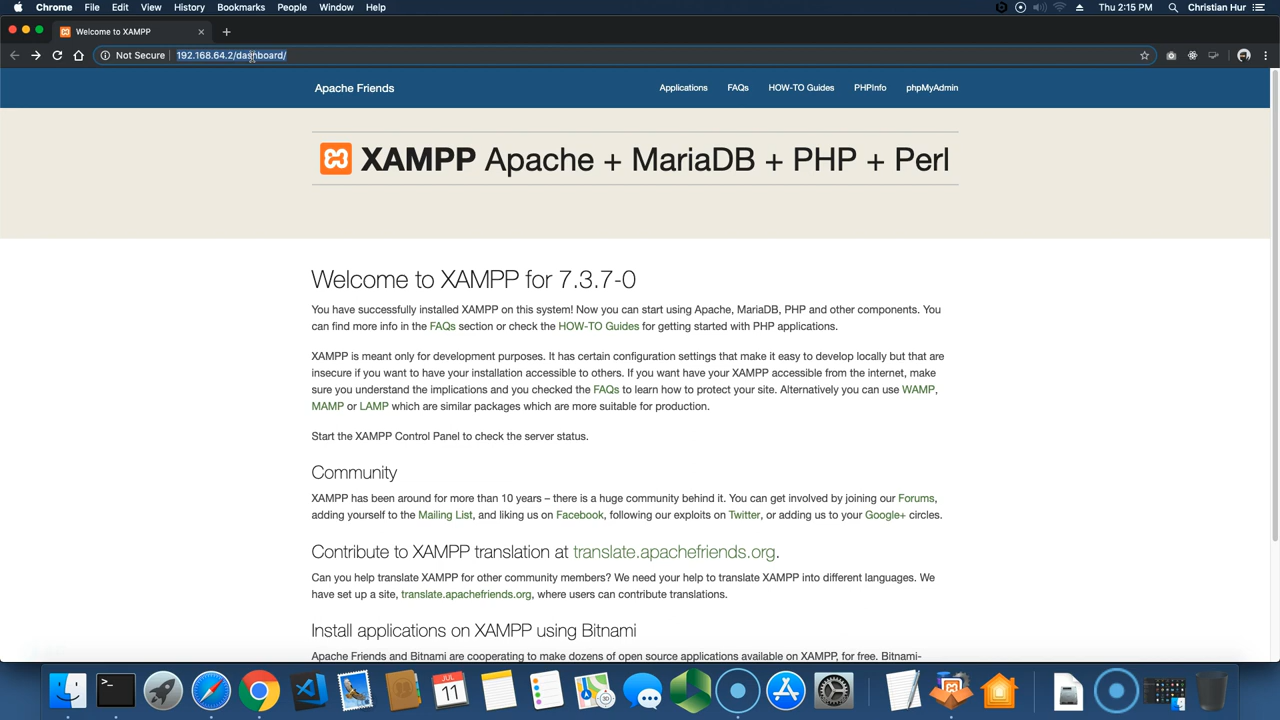 Chrome File Edit View History Bookmarks People Window Help Thu 2:15 PM Christian Hur
Welcome to XAMPP
Not Secure 192.168.64.2/dashboard/
Apache Friends Applications FAQs HOW-TO Guides PHPInfo phpMyAdmin
XAMPP Apache + MariaDB + PHP + Perl
Welcome to XAMPP for 7.3.7-0
You have successfully installed XAMPP on this system! Now you can start using Apache, MariaDB, PHP and other components. You
can find more info in the FAQs section or check the HOW-TO Guides for getting started with PHP applications.
XAMPP is meant only for development purposes. It has certain configuration settings that make it easy to develop locally but that are
insecure if you want to have your installation accessible to others. If you want have your XAMPP accessible from the internet, make
sure you understand the implications and you checked the FAQs to learn how to protect your site. Alternatively you can use WAMP,
MAMP or LAMP which are similar packages which are more suitable for production.
Start the XAMPP Control Panel to check the server status.
Community
XAMPP has been around for more than 10 years – there is a huge community behind it. You can get involved by joining our Forums,
adding yourself to the Mailing List, and liking us on Facebook, following our exploits on Twitter, or adding us to your Google+ circles.
Contribute to XAMPP translation at translate.apachefriends.org.
Can you help translate XAMPP for other community members? We need your help to translate XAMPP into different languages. We
have set up a site, translate.apachefriends.org, where users can contribute translations.
Install applications on XAMPP using Bitnami
Apache Friends and Bitnami are cooperating to make dozens of open source applications available on XAMPP, for free. Bitnami-
JUL
11